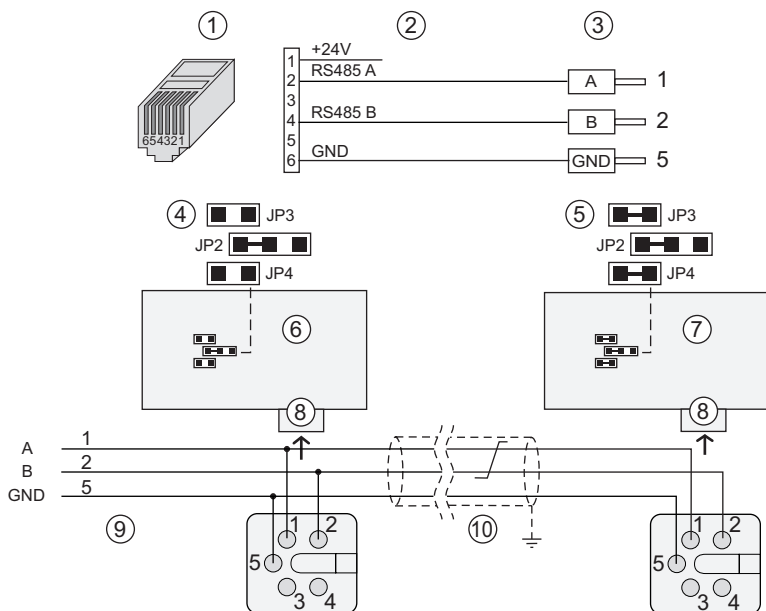 1 2 3
+24V
1 RS485 A
2 A 1
3
RS485 B
4 B 2
5
GND
6 GND 5
654321
4 JP3 5 JP3
JP2 JP2
JP4 JP4
6 7
8 8
A 1
B 2
GND 5
9 10
1 2 1 2
5 5
3 4 3 4